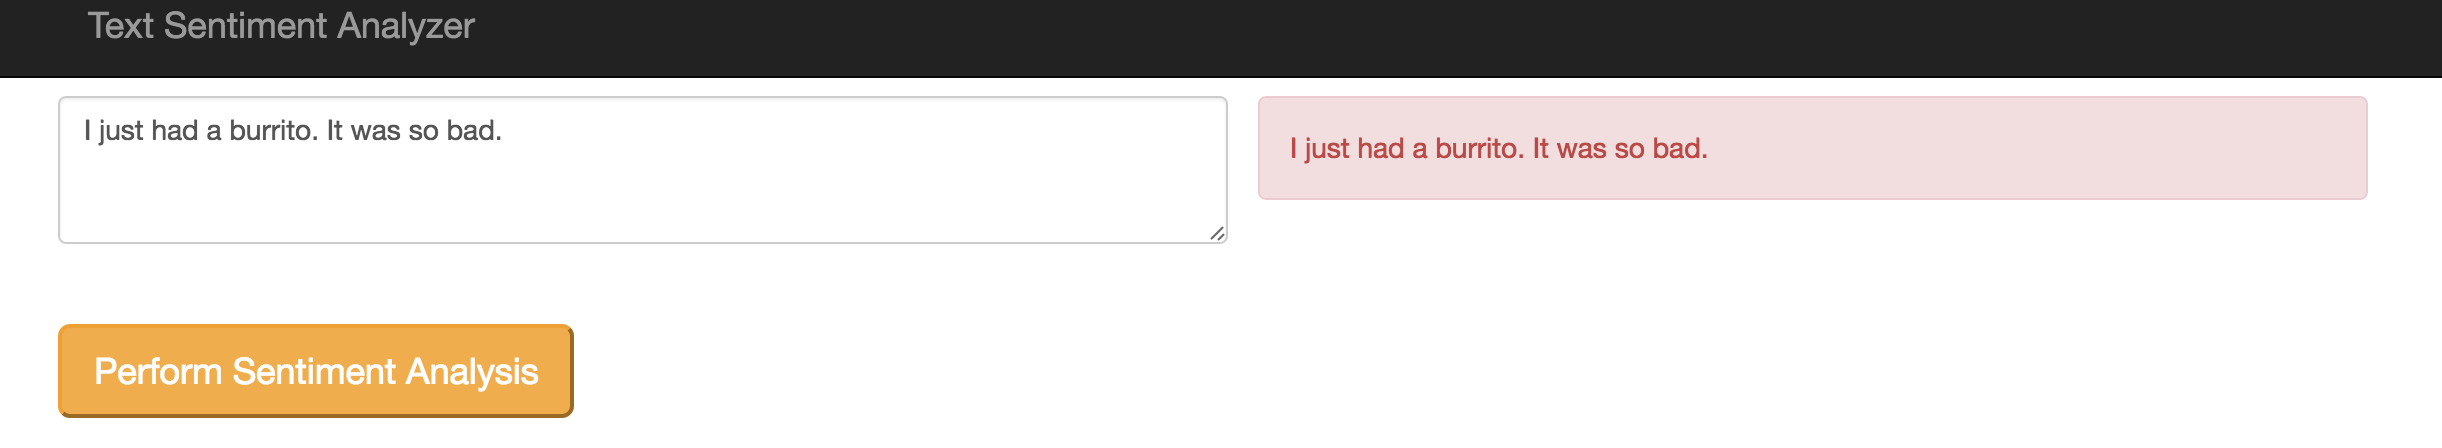 Text Sentiment Analyzer
I just had a burrito. It was so bad.
I just had a burrito. It was so bad.
Perform Sentiment Analysis